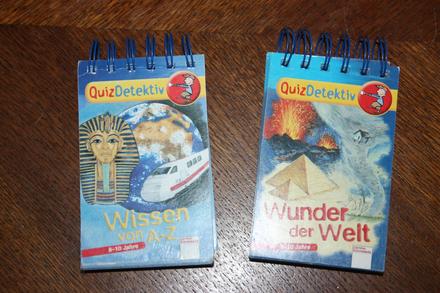 QuizDetektiv
Wissen
von A-Z
8-10 Jahre
QuizDetektiv
Wunder
der Welt
8-10 Jahre